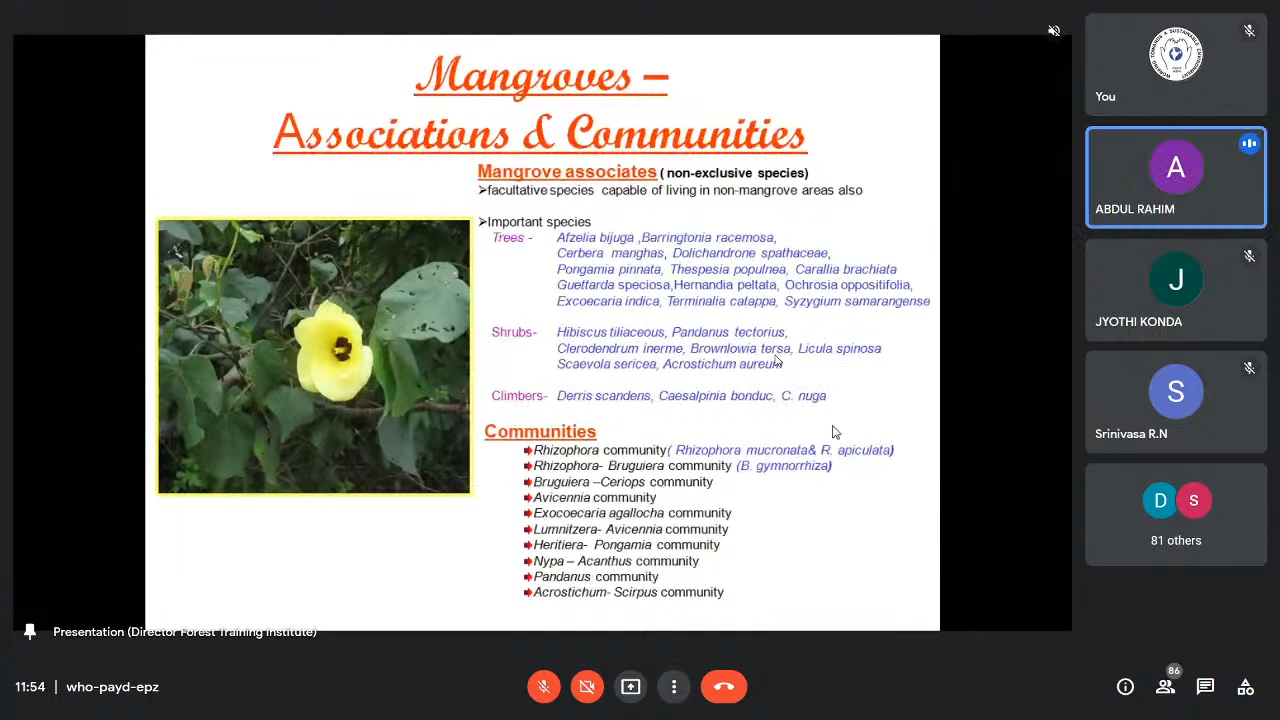 Mangroves –
Associations & Communities
Mangrove associates ( non-exclusive species)
➢facultative species capable of living in non-mangrove areas also
➢Important species
Trees - Afzelia bijuga ,Barringtonia racemosa,
Cerbera manghas, Dolichandrone spathaceae,
Pongamia pinnata, Thespesia populnea, Carallia brachiata
Guettarda speciosa,Hernandia peltata, Ochrosia oppositifolia,
Excoecaria indica, Terminalia catappa, Syzygium samarangense
Shrubs- Hibiscus tiliaceous, Pandanus tectorius,
Clerodendrum inerme, Brownlowia tersa, Licula spinosa
Scaevola sericea, Acrostichum aureum
Climbers- Derris scandens, Caesalpinia bonduc, C. nuga
Communities
Rhizophora community( Rhizophora mucronata& R. apiculata)
Rhizophora- Bruguiera community (B. gymnorrhiza)
Bruguiera –Ceriops community
Avicennia community
Exocoecaria agallocha community
Lumnitzera- Avicennia community
Heritiera- Pongamia community
Nypa – Acanthus community
Pandanus community
Acrostichum- Scirpus community
Presentation (Director Forest Training Institute)
11:54 | who-payd-epz
You
A
ABDUL RAHIM
J
JYOTHI KONDA
S
Srinivasa R.N
D s
81 others
86